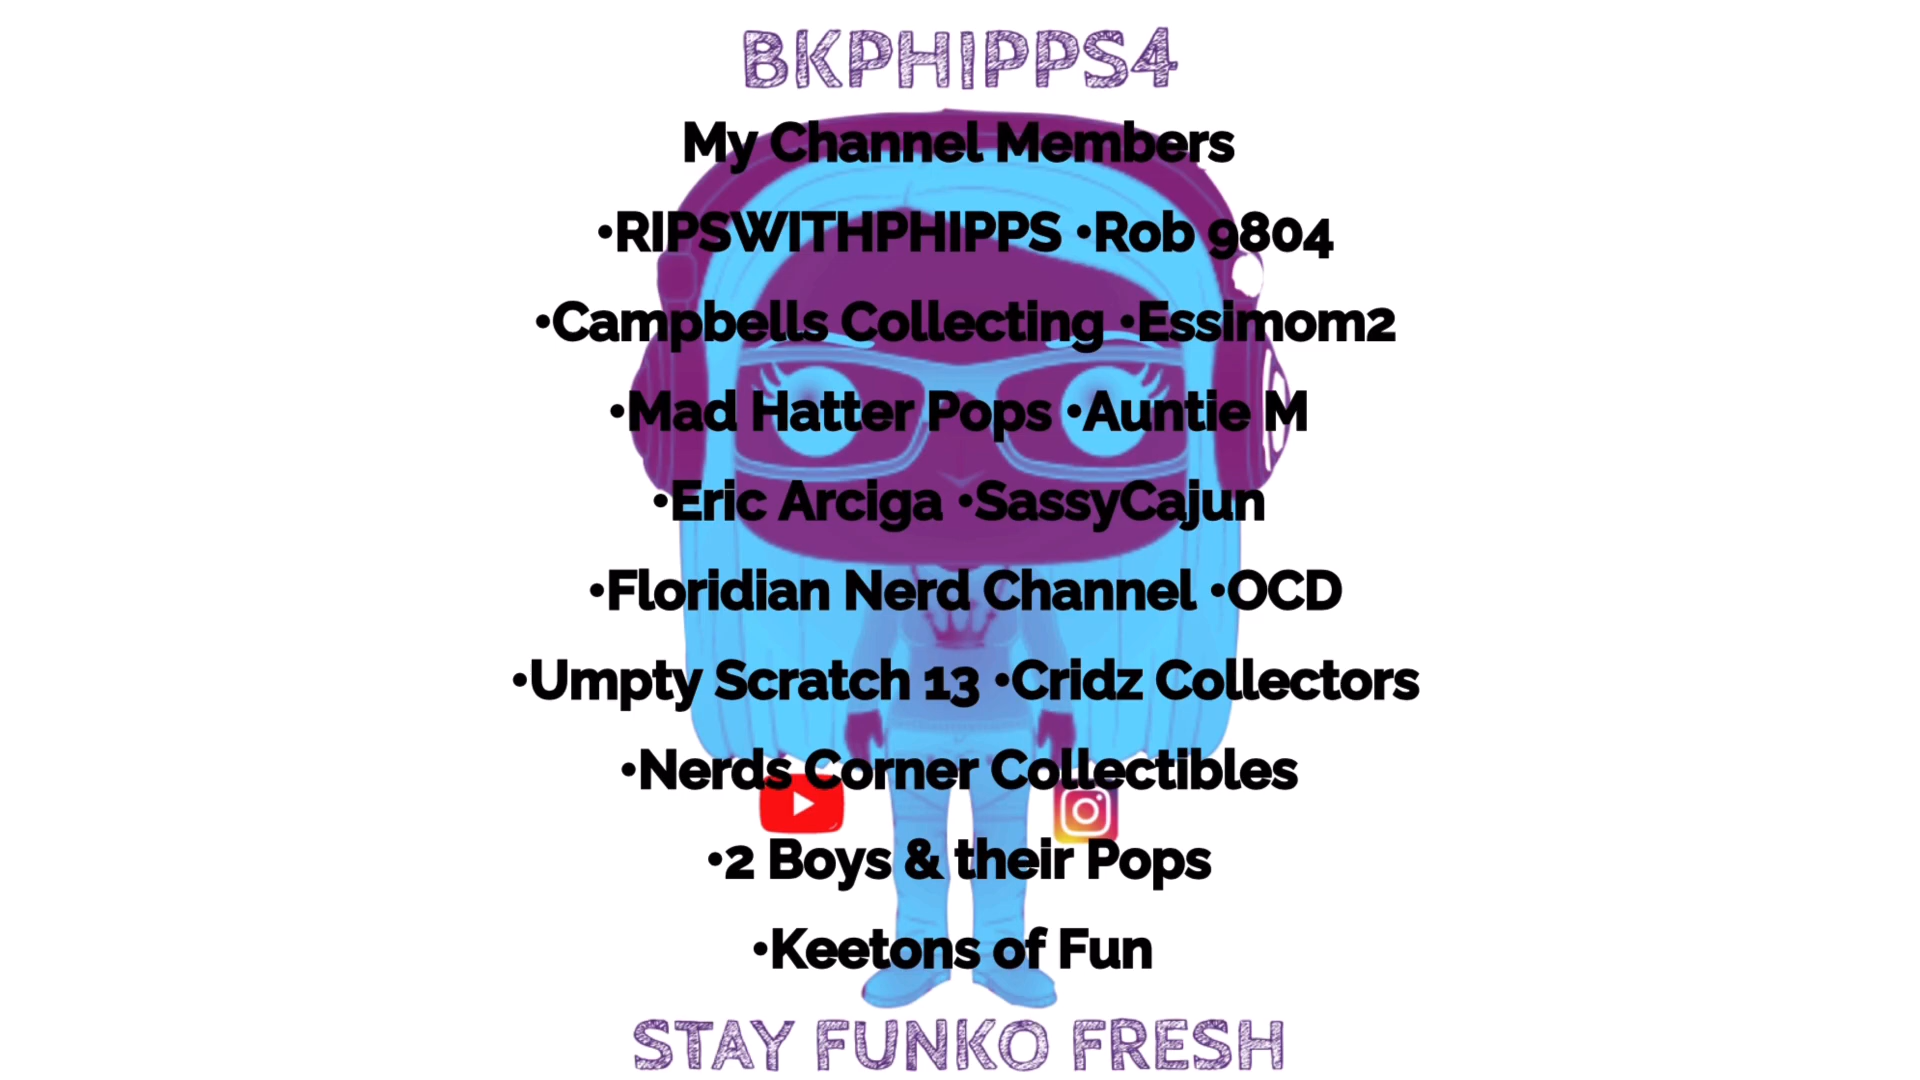 BKPHIPPS4
My Channel Members
•RIPSWITHPHIPPS •Rob 9804
•Campbells Collecting •Essimom2
•Mad Hatter Pops •Auntie M
•Eric Arciga •SassyCajun
•Floridian Nerd Channel •OCD
•Umpty Scratch 13 •Cridz Collectors
•Nerds Corner Collectibles
•2 Boys & their Pops
•Keetons of Fun
STAY FUNKO FRESH